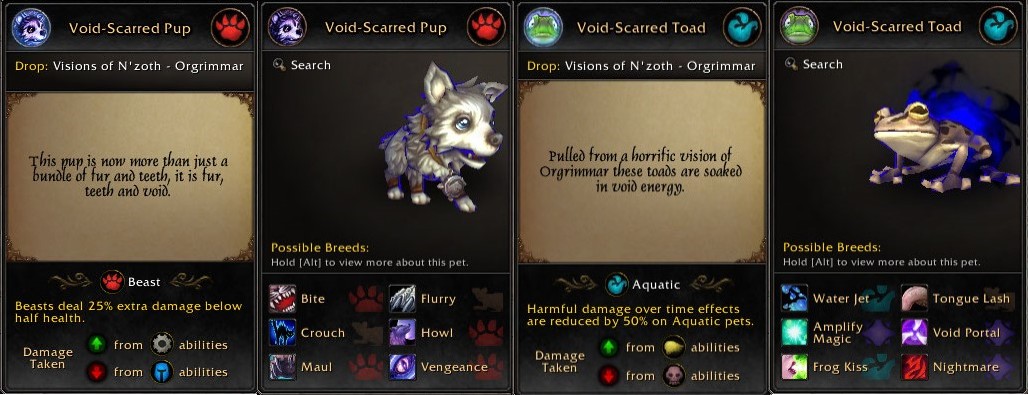 Void-Scarred Pup
Drop: Visions of N'zoth - Orgrimmar
This pup is now more than just a
bundle of fur and teeth, it is fur,
teeth and void.
Beast
Beasts deal 25% extra damage below
half health.
Damage
Taken
from abilities
from abilities
Void-Scarred Pup
Search
Possible Breeds:
Hold [Alt] to view more about this pet.
Bite
Flurry
Crouch
Howl
Maul
Vengeance
Void-Scarred Toad
Drop: Visions of N'zoth - Orgrimmar
Pulled from a horrific vision of
Orgrimmar these toads are soaked
in void energy.
Aquatic
Harmful damage over time effects
are reduced by 50% on Aquatic pets.
Damage
Taken
from abilities
from abilities
Void-Scarred Toad
Search
Possible Breeds:
Hold [Alt] to view more about this pet.
Water Jet
Tongue Lash
Amplify
Magic
Void Portal
Frog Kiss
Nightmare